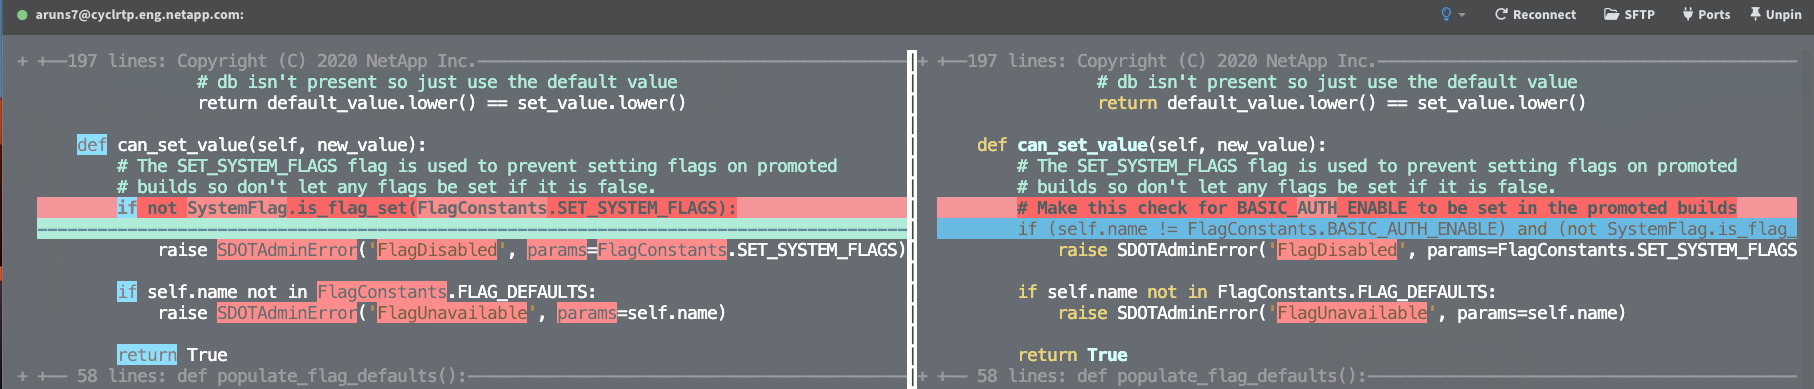 aruns7@cyclrtp.eng.netapp.com:
Reconnect SFTP Ports Unpin
+ +--197 lines: Copyright (C) 2020 NetApp Inc.
# db isn't present so just use the default value
return default_value.lower() == set_value.lower()
def can_set_value(self, new_value):
# The SET_SYSTEM_FLAGS flag is used to prevent setting flags on promoted
# builds so don't let any flags be set if it is false.
if not SystemFlag.is_flag_set(FlagConstants.SET_SYSTEM_FLAGS):
raise SDOTAdminError('FlagDisabled', params=FlagConstants.SET_SYSTEM_FLAGS)
if self.name not in FlagConstants.FLAG_DEFAULTS:
raise SDOTAdminError('FlagUnavailable', params=self.name)
return True
+ +-- 58 lines: def populate_flag_defaults():
+ +--197 lines: Copyright (C) 2020 NetApp Inc.
# db isn't present so just use the default value
return default_value.lower() == set_value.lower()
def can_set_value(self, new_value):
# The SET_SYSTEM_FLAGS flag is used to prevent setting flags on promoted
# builds so don't let any flags be set if it is false.
# Make this check for BASIC_AUTH_ENABLE to be set in the promoted builds
if (self.name != FlagConstants.BASIC_AUTH_ENABLE) and (not SystemFlag.is_flag_
raise SDOTAdminError('FlagDisabled', params=FlagConstants.SET_SYSTEM_FLAGS
if self.name not in FlagConstants.FLAG_DEFAULTS:
raise SDOTAdminError('FlagUnavailable', params=self.name)
return True
+ +-- 58 lines: def populate_flag_defaults():